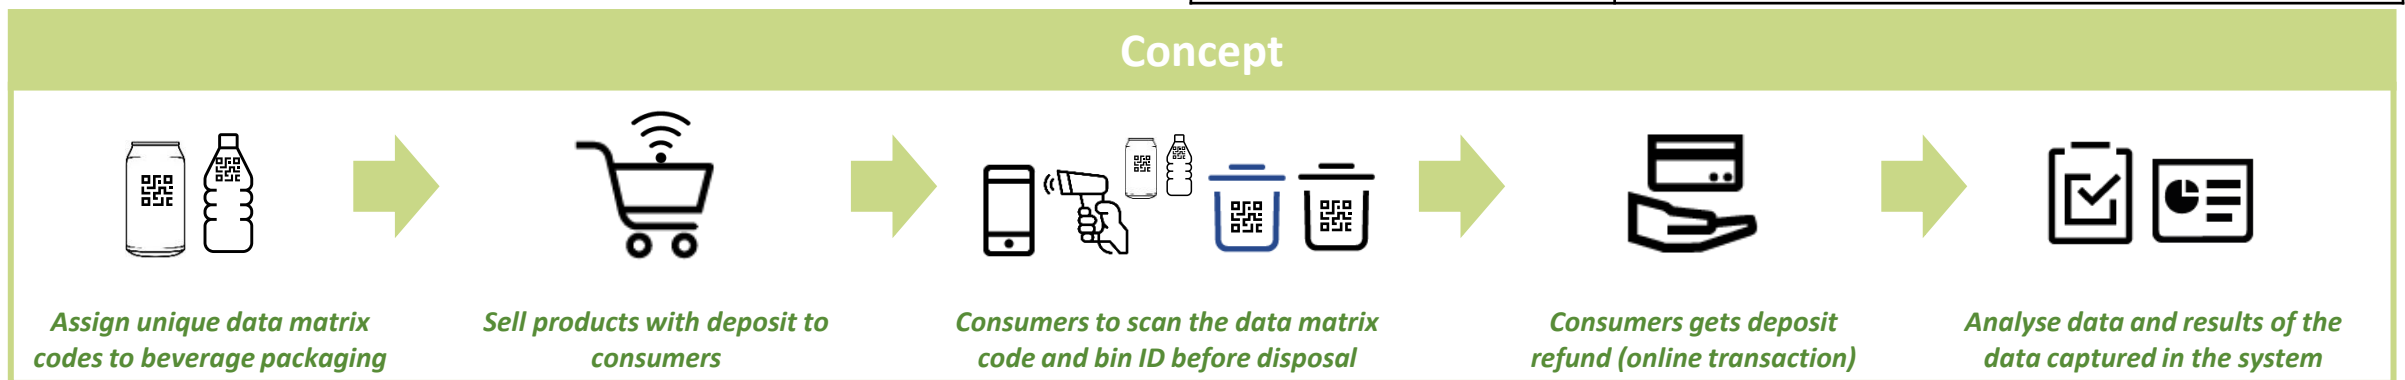 Concept
Assign unique data matrix
codes to beverage packaging
Sell products with deposit to
consumers
Consumers to scan the data matrix
code and bin ID before disposal
Consumers gets deposit
refund (online transaction)
Analyse data and results of the
data captured in the system